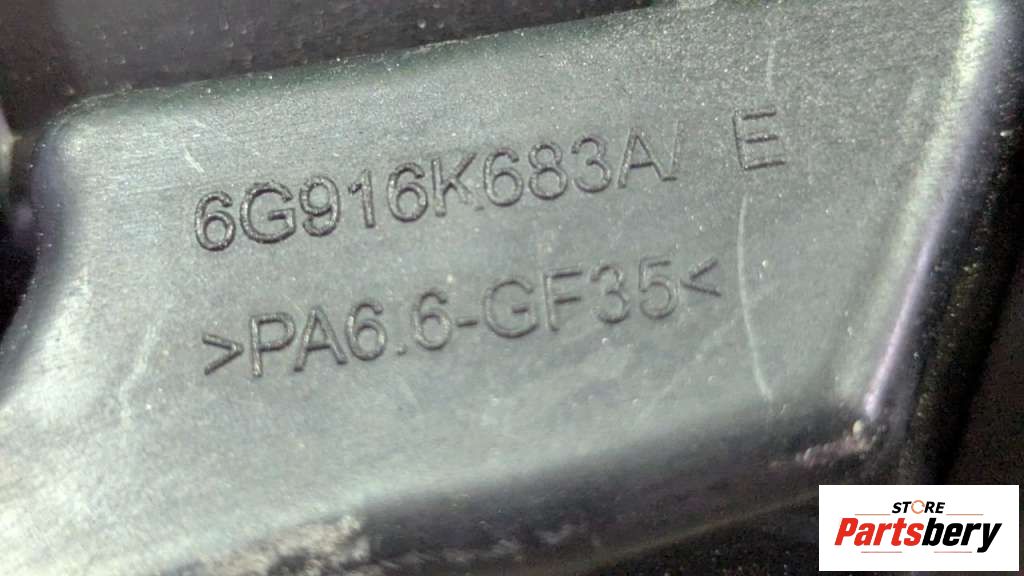 6G916K683A/ E
>PA6.6-GF35<
STORE
Partsbery